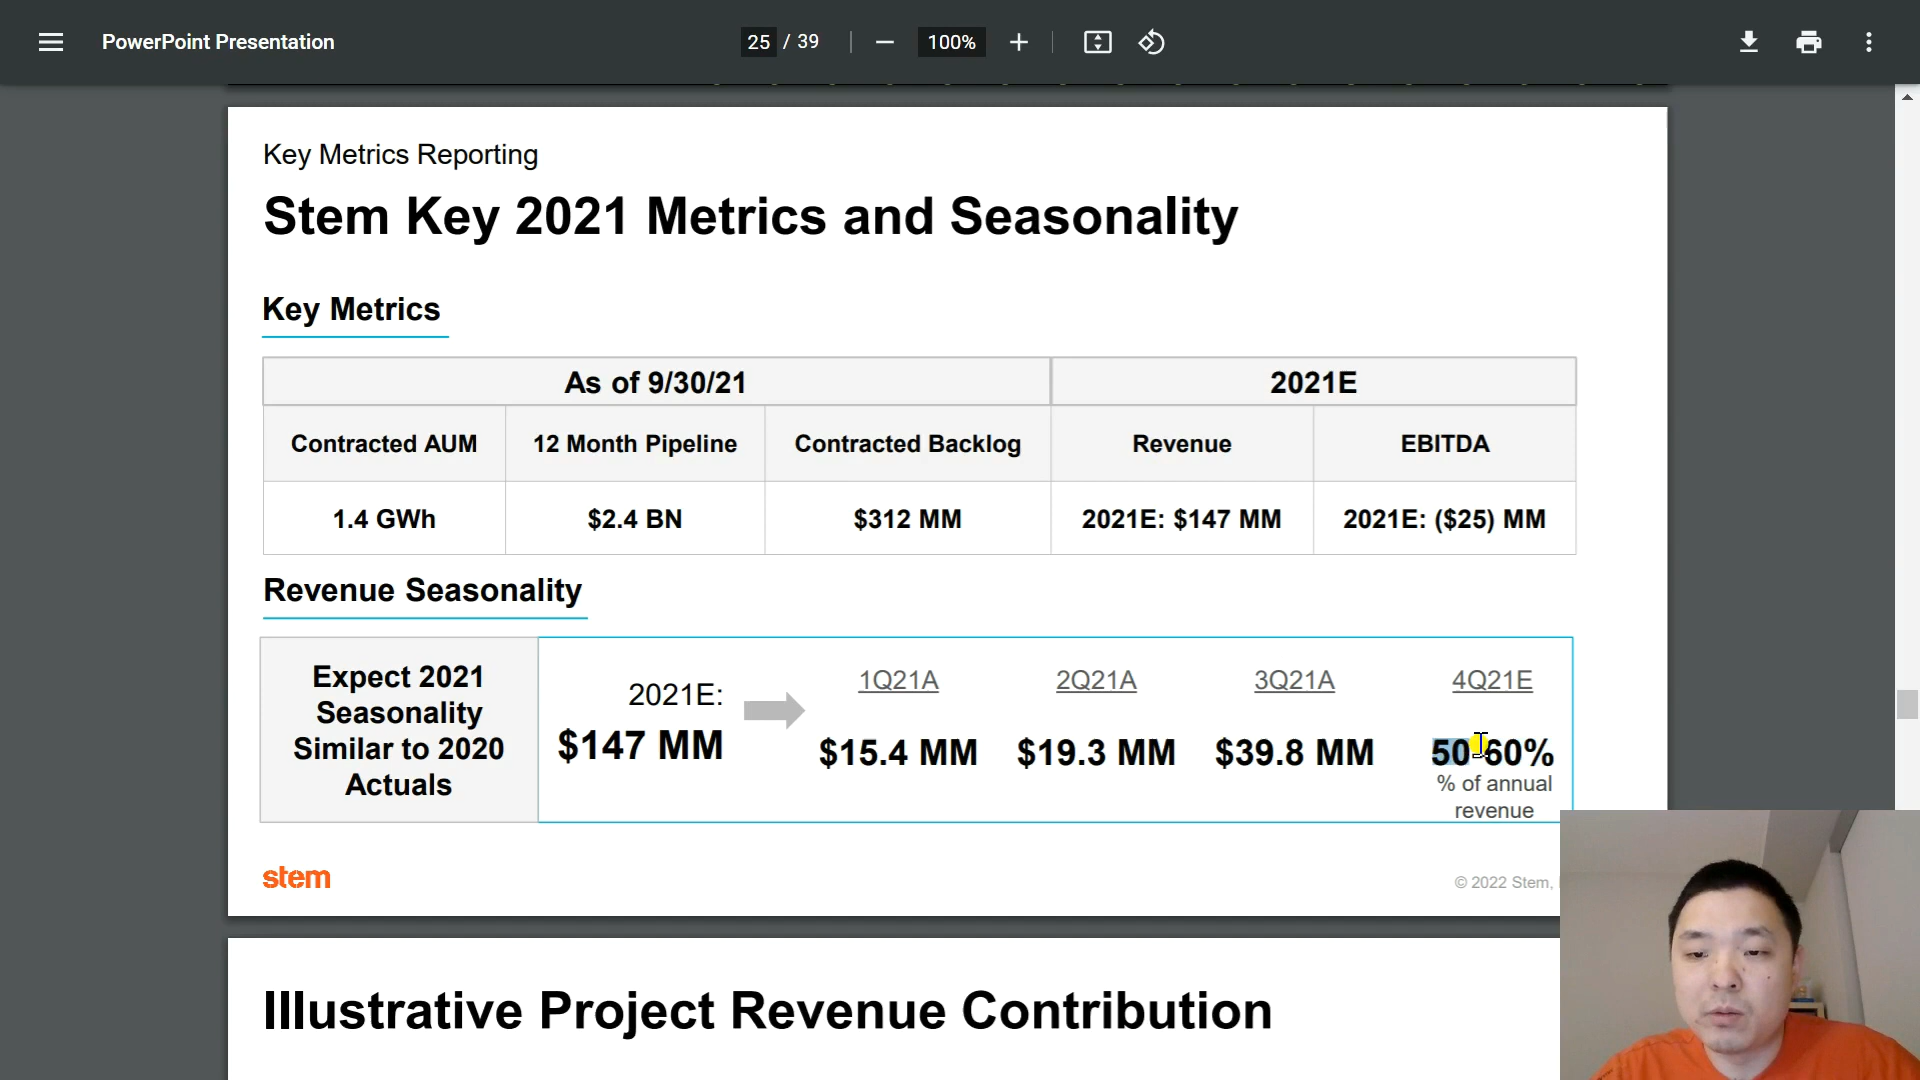 PowerPoint Presentation
25 / 39
100%
Key Metrics Reporting
Stem Key 2021 Metrics and Seasonality
Key Metrics
As of 9/30/21
2021E
Contracted AUM
12 Month Pipeline
Contracted Backlog
Revenue
EBITDA
1.4 GWh
$2.4 BN
$312 MM
2021E: $147 MM
2021E: ($25) MM
Revenue Seasonality
Expect 2021
Seasonality
Similar to 2020
Actuals
2021E:
$147 MM
1Q21A
2Q21A
3Q21A
4Q21E
$15.4 MM
$19.3 MM
$39.8 MM
50-60%
% of annual
revenue
stem
© 2022 Stem,
Illustrative Project Revenue Contribution